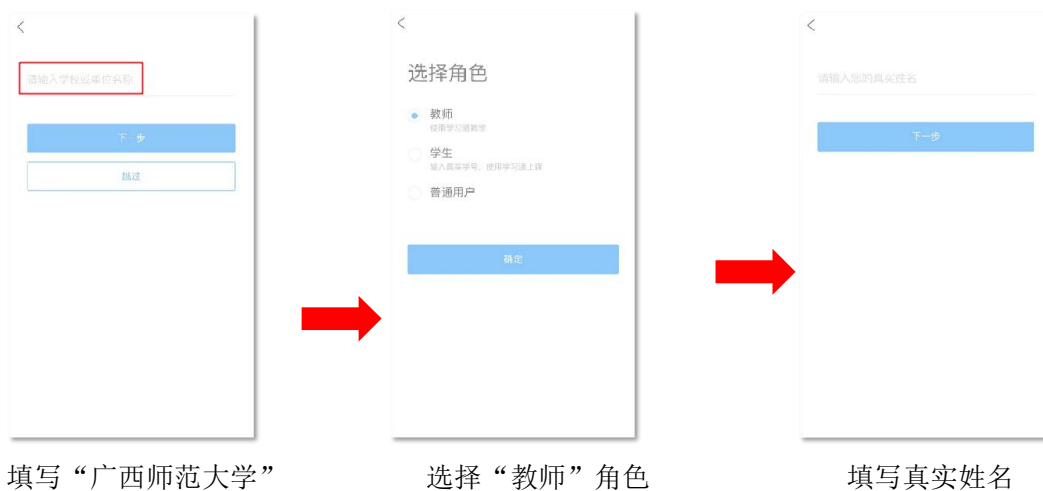 请输入学校或单位名称
下一步
跳过
选择角色
教师
使用学习通教学
学生
输入真实学号，使用学习通上课
普通用户
确定
请输入您的真实姓名
下一步
填写“广西师范大学”
选择“教师”角色
填写真实姓名